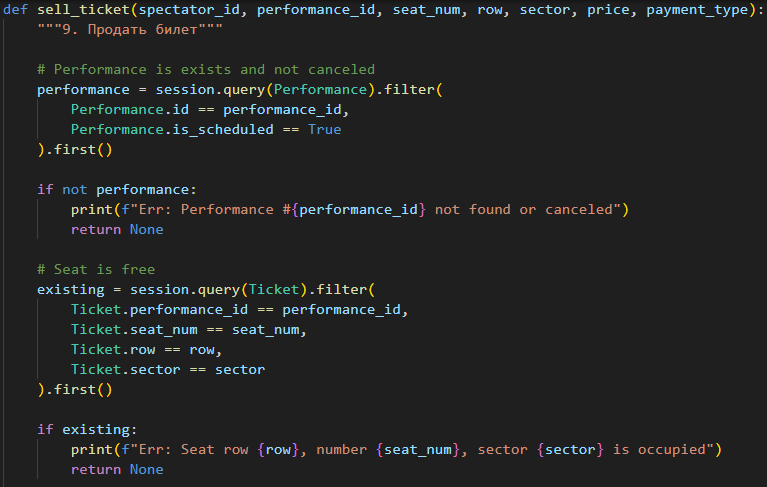 def sell_ticket(spectator_id, performance_id, seat_num, row, sector, price, payment_type):
    """9. Продать билет"""

    # Performance is exists and not canceled
    performance = session.query(Performance).filter(
        Performance.id == performance_id,
        Performance.is_scheduled == True
    ).first()

    if not performance:
        print(f"Err: Performance #{performance_id} not found or canceled")
        return None

    # Seat is free
    existing = session.query(Ticket).filter(
        Ticket.performance_id == performance_id,
        Ticket.seat_num == seat_num,
        Ticket.row == row,
        Ticket.sector == sector
    ).first()

    if existing:
        print(f"Err: Seat row {row}, number {seat_num}, sector {sector} is occupied")
        return None